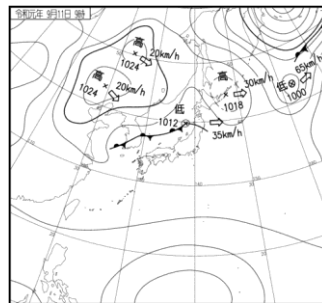 令和元年 9月11日 9時
高
1024
20km/h
高
1024
20km/h
高
1018
30km/h
低
1000
65km/h
低
1012
35km/h